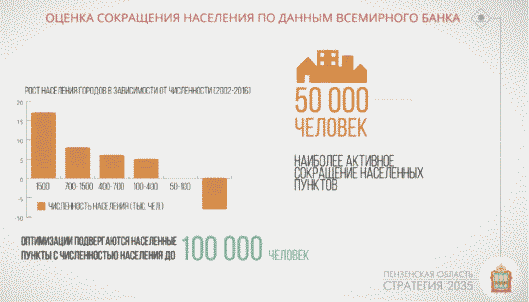 ОЦЕНКА СОКРАЩЕНИЯ НАСЕЛЕНИЯ ПО ДАННЫМ ВСЕМИРНОГО БАНКА
РОСТ НАСЕЛЕНИЯ ГОРОДОВ В ЗАВИСИМОСТИ ОТ ЧИСЛЕННОСТИ (2002-2016)
20
15
10
5
0
-5
-10
1500
700-1500
400-700
100-400
50-100
ЧИСЛЕННОСТЬ НАСЕЛЕНИЯ (ТЫС. ЧЕЛ)
50 000
ЧЕЛОВЕК
НАИБОЛЕЕ АКТИВНОЕ
СОКРАЩЕНИЕ НАСЕЛЕННЫХ
ПУНКТОВ
ОПТИМИЗАЦИИ ПОДВЕРГАЮТСЯ НАСЕЛЕННЫЕ
ПУНКТЫ С ЧИСЛЕННОСТЬЮ НАСЕЛЕНИЯ ДО 100 000 ЧЕЛОВЕК
ПЕНЗЕНСКАЯ ОБЛАСТЬ
СТРАТЕГИЯ 2035